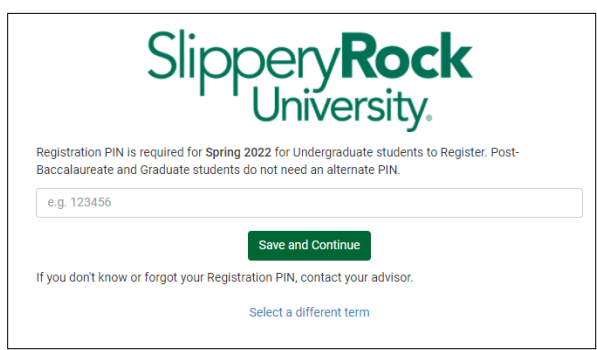 SlipperyRock
University.
Registration PIN is required for Spring 2022 for Undergraduate students to Register. Post-
Baccalaureate and Graduate students do not need an alternate PIN.
e.g. 123456
Save and Continue
If you don't know or forgot your Registration PIN, contact your advisor.
Select a different term